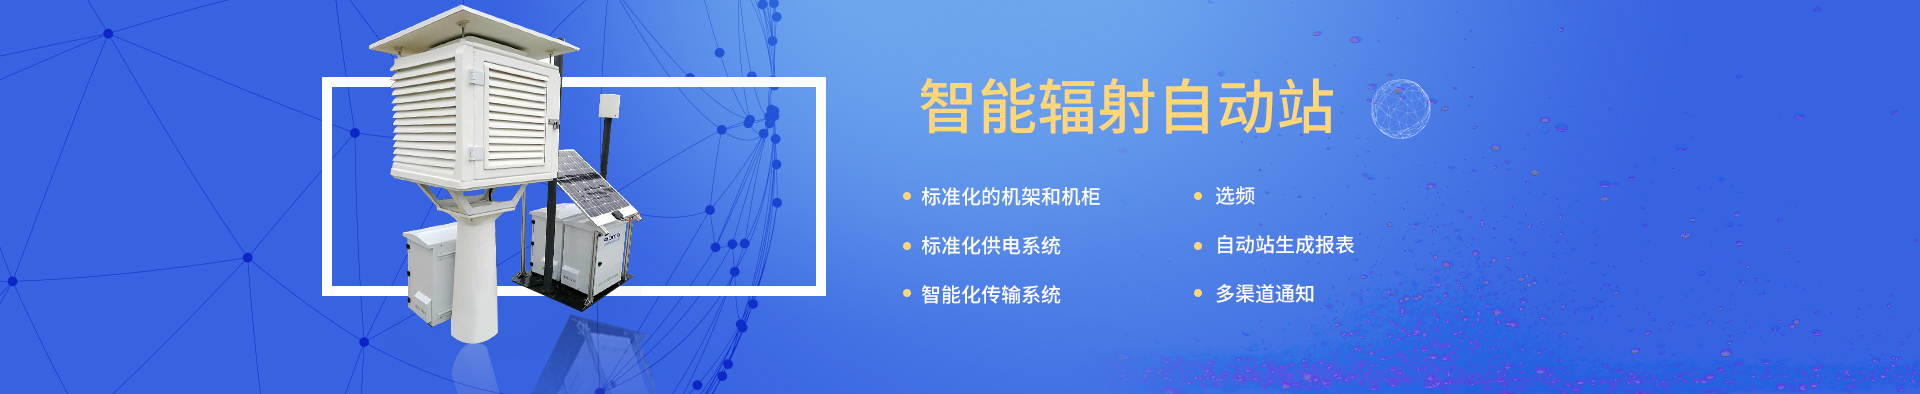 智能辐射自动站
标准化的机架和机柜
标准化供电系统
智能化传输系统
选频
自动站生成报表
多渠道通知